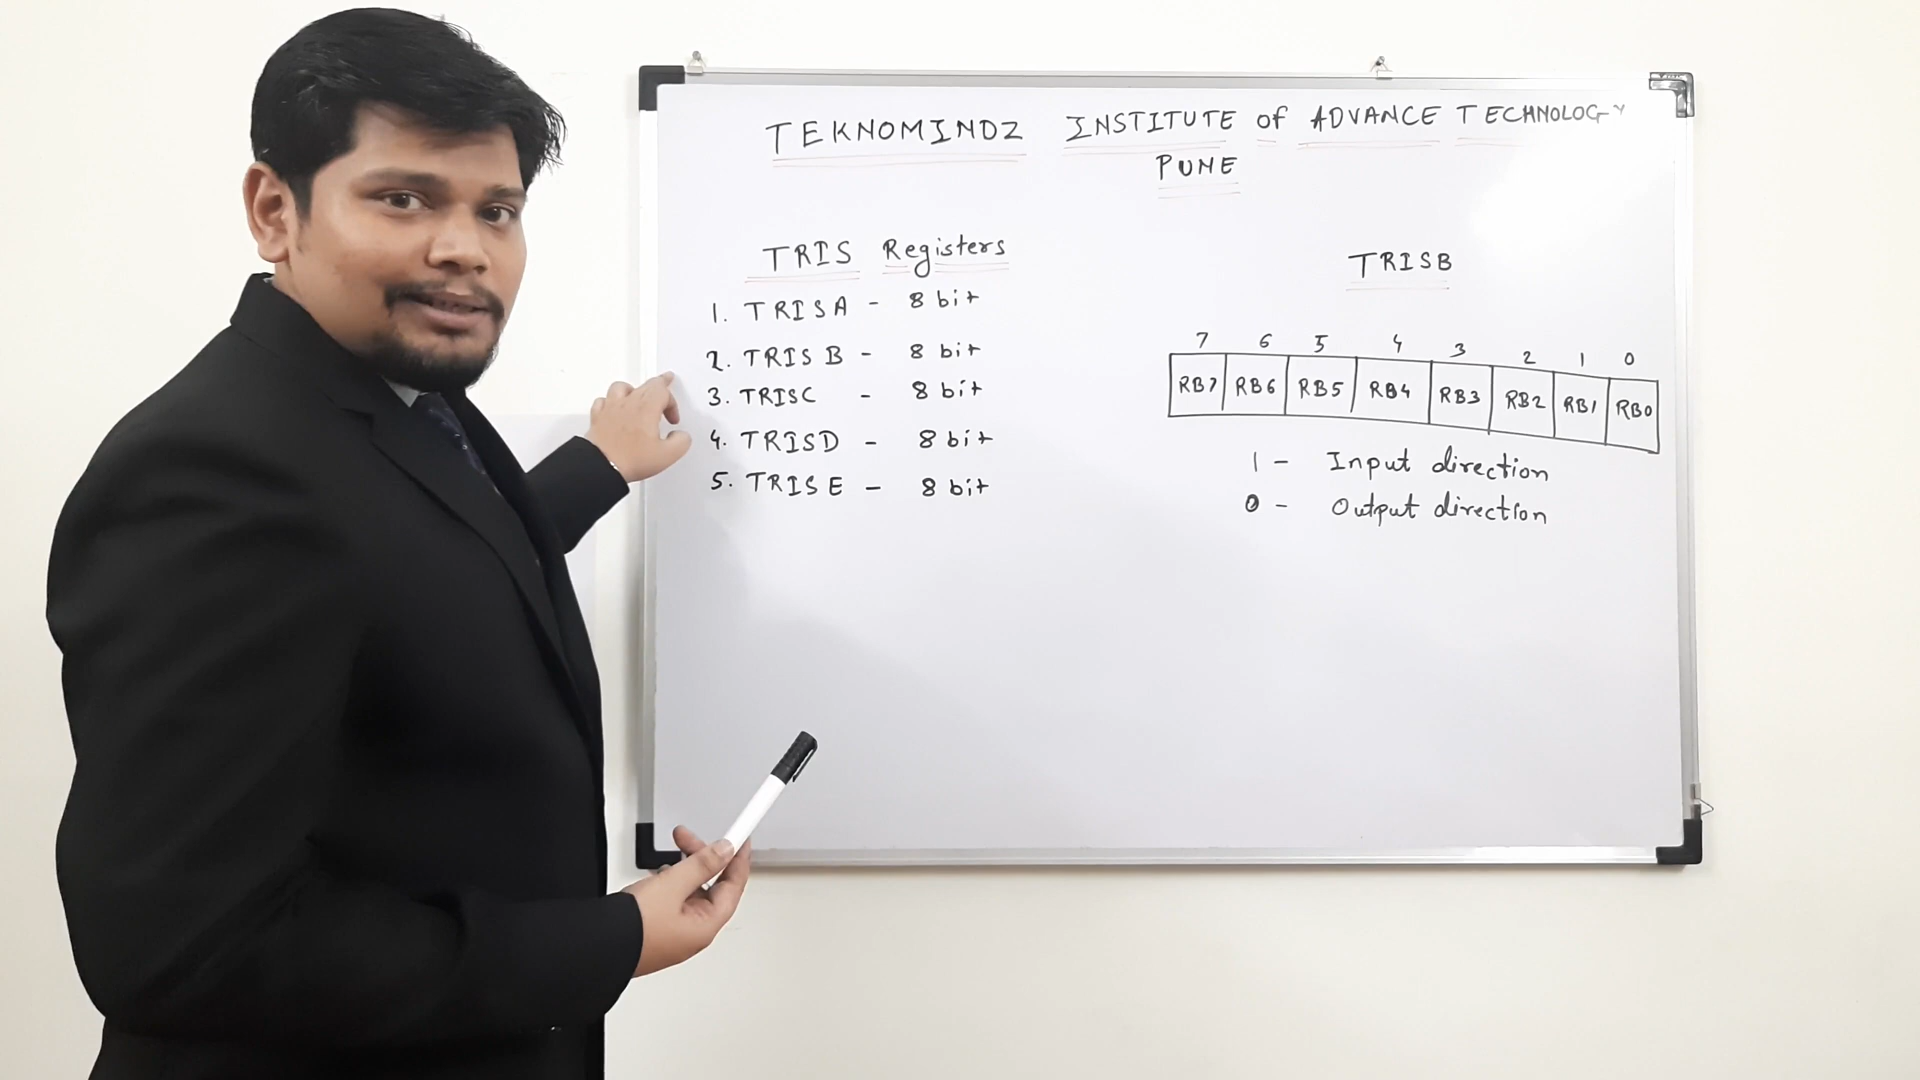 TEKNOMINDZ INSTITUTE of ADVANCE TECHNOLOGY
PUNE
TRIS Registers
1. TRISA - 8 bit
2. TRISB - 8 bit
3. TRISC - 8 bit
4. TRISD - 8 bit
5. TRISE - 8 bit
TRISB
7 6 5 4 3 2 1 0
RB7 RB6 RB5 RB4 RB3 RB2 RB1 RB0
1 - Input direction
0 - Output direction